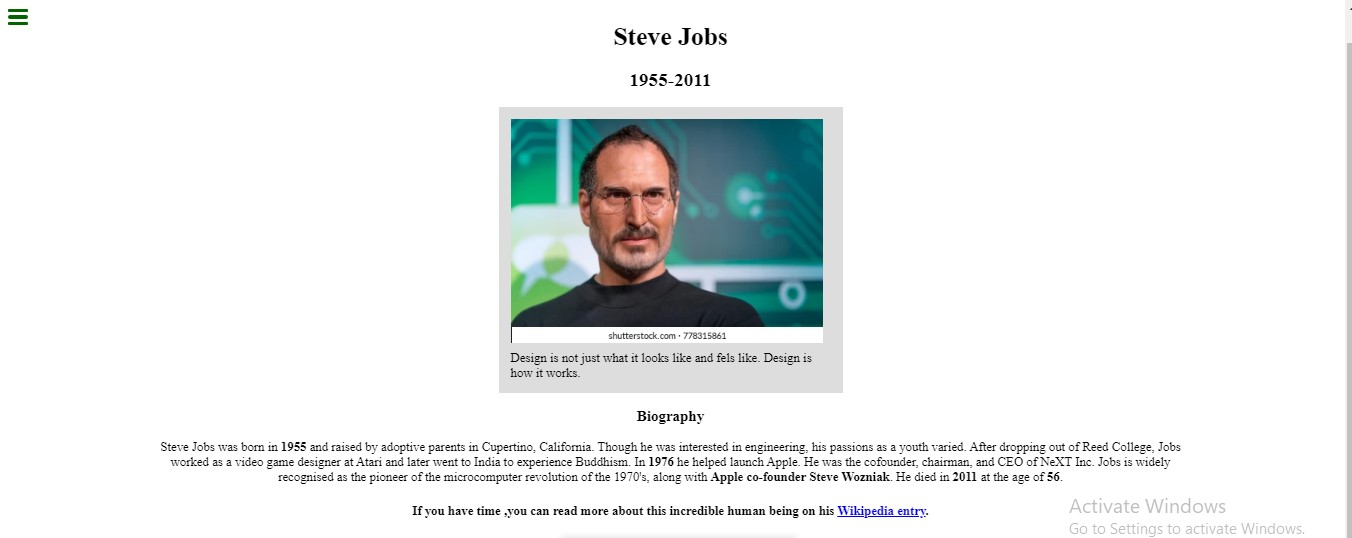 Steve Jobs
1955-2011
shutterstock.com · 778315861
Design is not just what it looks like and fels like. Design is
how it works.
Biography
Steve Jobs was born in 1955 and raised by adoptive parents in Cupertino, California. Though he was interested in engineering, his passions as a youth varied. After dropping out of Reed College, Jobs
worked as a video game designer at Atari and later went to India to experience Buddhism. In 1976 he helped launch Apple. He was the cofounder, chairman, and CEO of NeXT Inc. Jobs is widely
recognised as the pioneer of the microcomputer revolution of the 1970's, along with Apple co-founder Steve Wozniak. He died in 2011 at the age of 56.
If you have time ,you can read more about this incredible human being on his Wikipedia entry.
Activate Windows
Go to Settings to activate Windows.